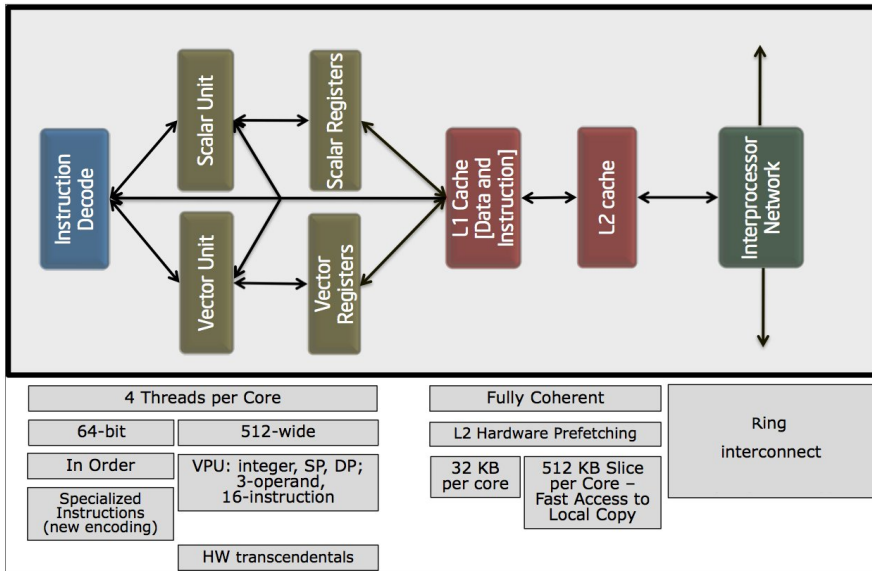 Instruction
Decode
Scalar Unit
Vector Unit
Scalar Registers
Vector
Registers
L1 Cache
[Data and
Instruction]
L2 cache
Interprocessor
Network
4 Threads per Core
64-bit
512-wide
In Order
VPU: integer, SP, DP;
3-operand,
16-instruction
Specialized
Instructions
(new encoding)
HW transcendentals
Fully Coherent
L2 Hardware Prefetching
32 KB
per core
512 KB Slice
per Core –
Fast Access to
Local Copy
Ring
interconnect